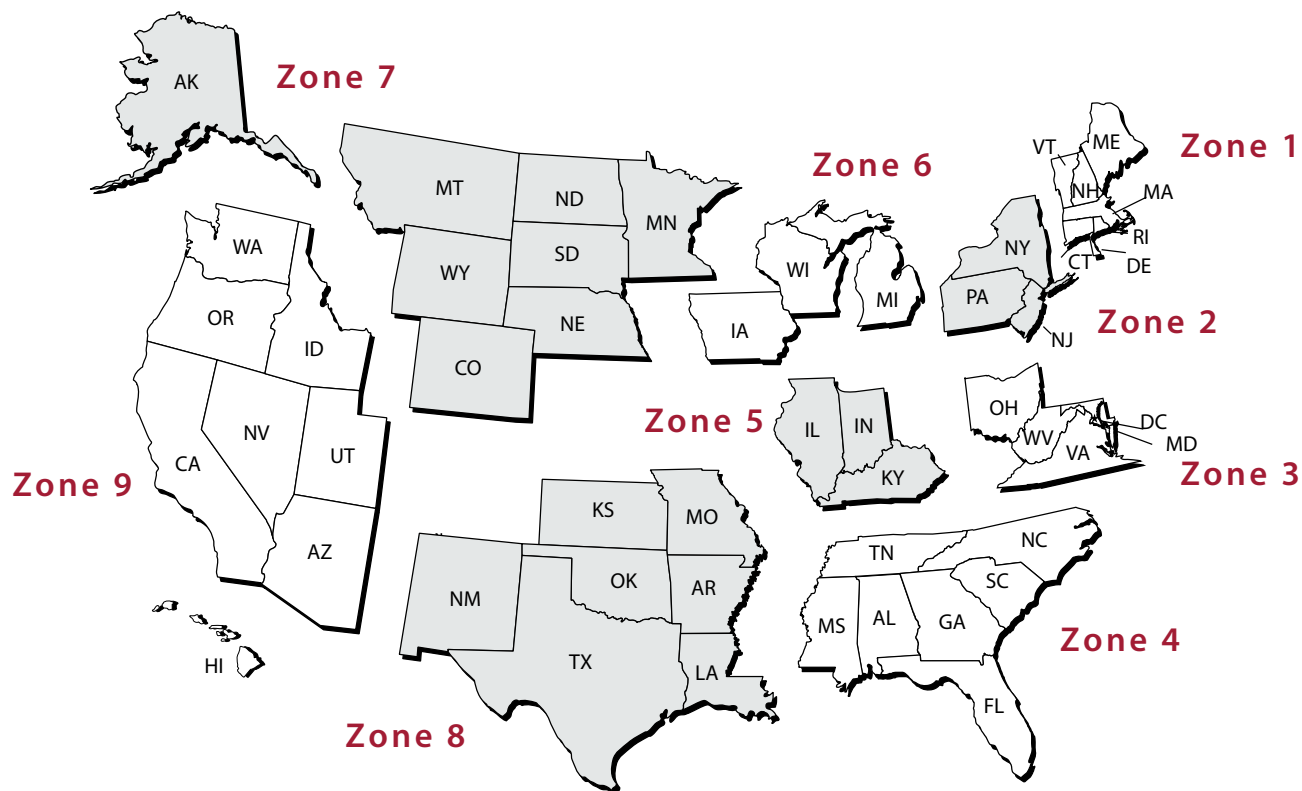 AK
Zone 7
MT
ND
MN
WY
SD
NE
CO
Zone 6
WI
MI
IA
Zone 1
ME
VT
NH
MA
RI
CT
DE
NY
PA
NJ
Zone 2
WA
OR
ID
NV
UT
CA
AZ
HI
Zone 9
Zone 5
IL
IN
KY
OH
WV
VA
DC
MD
Zone 3
KS
MO
OK
AR
NM
TX
LA
Zone 8
TN
NC
SC
MS
AL
GA
FL
Zone 4